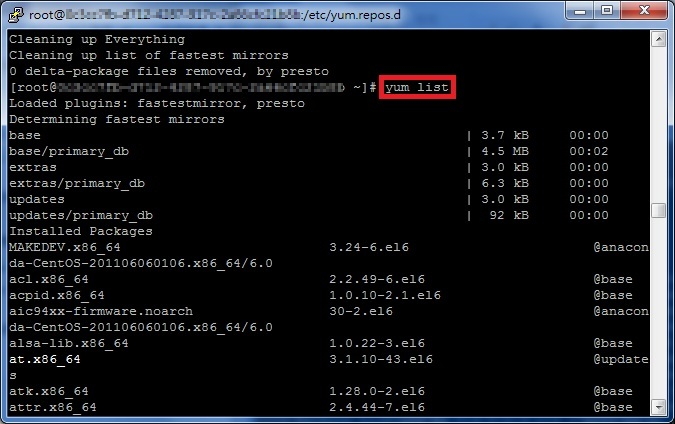 root@:/etc/yum.repos.d
Cleaning up Everything
Cleaning up list of fastest mirrors
0 delta-package files removed, by presto
[root@ ~]# yum list
Loaded plugins: fastestmirror, presto
Determining fastest mirrors
base | 3.7 kB 00:00
base/primary_db | 4.5 MB 00:02
extras | 3.0 kB 00:00
extras/primary_db | 6.3 kB 00:00
updates | 3.0 kB 00:00
updates/primary_db | 92 kB 00:00
Installed Packages
MAKEDEV.x86_64 3.24-6.el6 @anacon
da-CentOS-201106060106.x86_64/6.0
acl.x86_64 2.2.49-6.el6 @base
acpid.x86_64 1.0.10-2.1.el6 @base
aic94xx-firmware.noarch 30-2.el6 @anacon
da-CentOS-201106060106.x86_64/6.0
alsa-lib.x86_64 1.0.22-3.el6 @base
at.x86_64 3.1.10-43.el6 @update
s
atk.x86_64 1.28.0-2.el6 @base
attr.x86_64 2.4.44-7.el6 @base